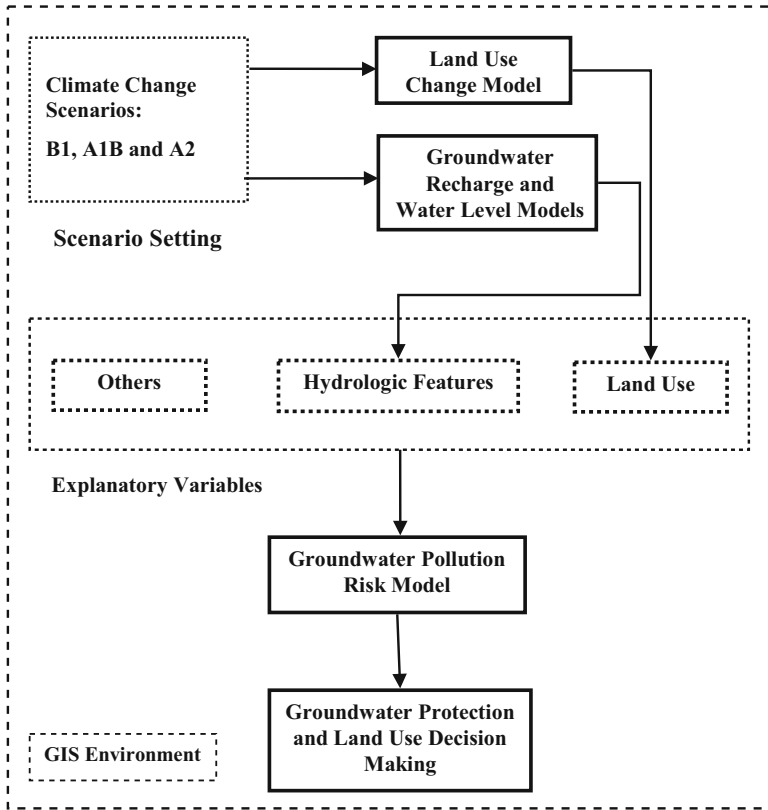 Climate Change
Scenarios:
B1, A1B and A2
Land Use
Change Model
Groundwater
Recharge and
Water Level Models
Scenario Setting
Others
Hydrologic Features
Land Use
Explanatory Variables
Groundwater Pollution
Risk Model
Groundwater Protection
and Land Use Decision
Making
GIS Environment